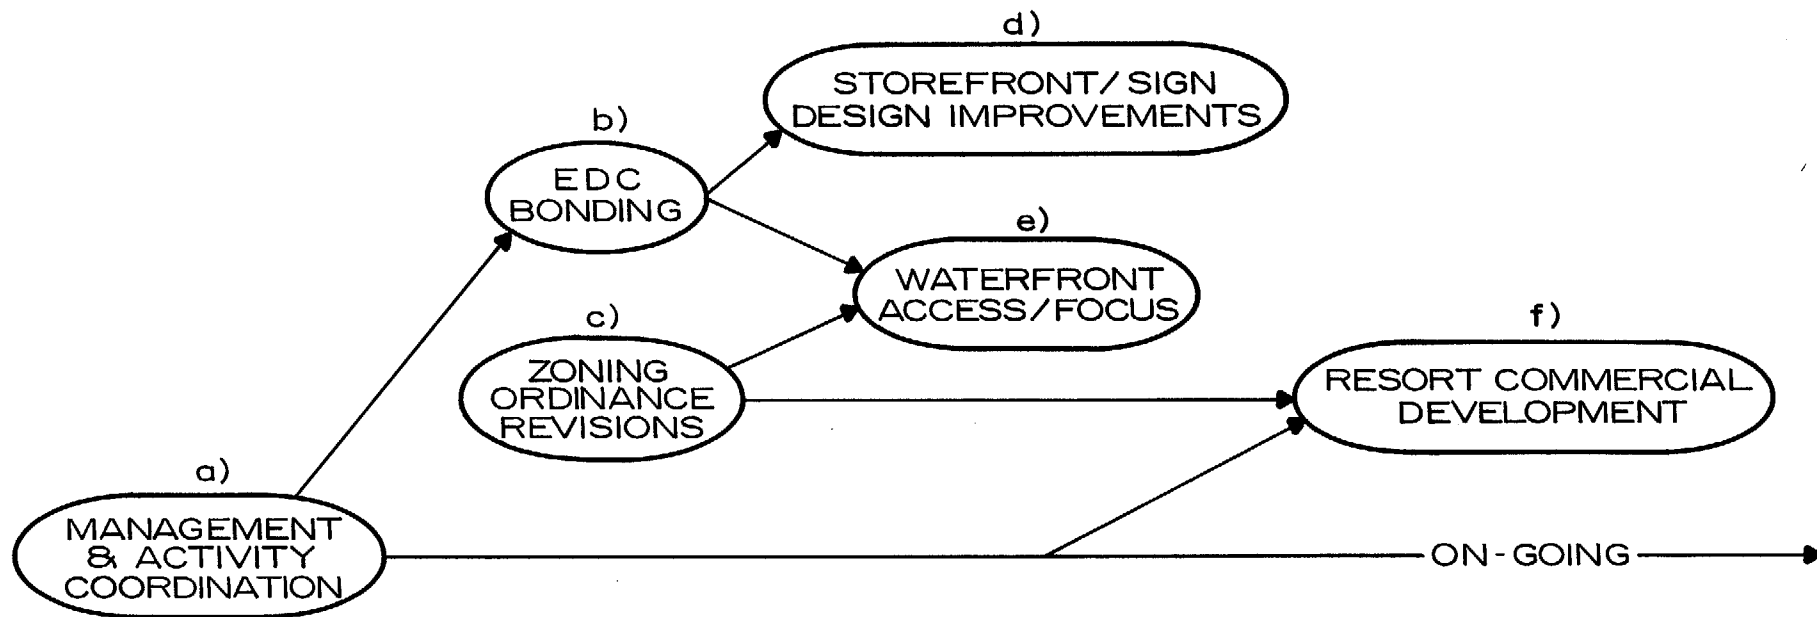 d)
STOREFRONT/SIGN
DESIGN IMPROVEMENTS
b)
EDC
BONDING
e)
WATERFRONT
ACCESS/FOCUS
c)
ZONING
ORDINANCE
REVISIONS
f)
RESORT COMMERCIAL
DEVELOPMENT
a)
MANAGEMENT
& ACTIVITY
COORDINATION
ON-GOING